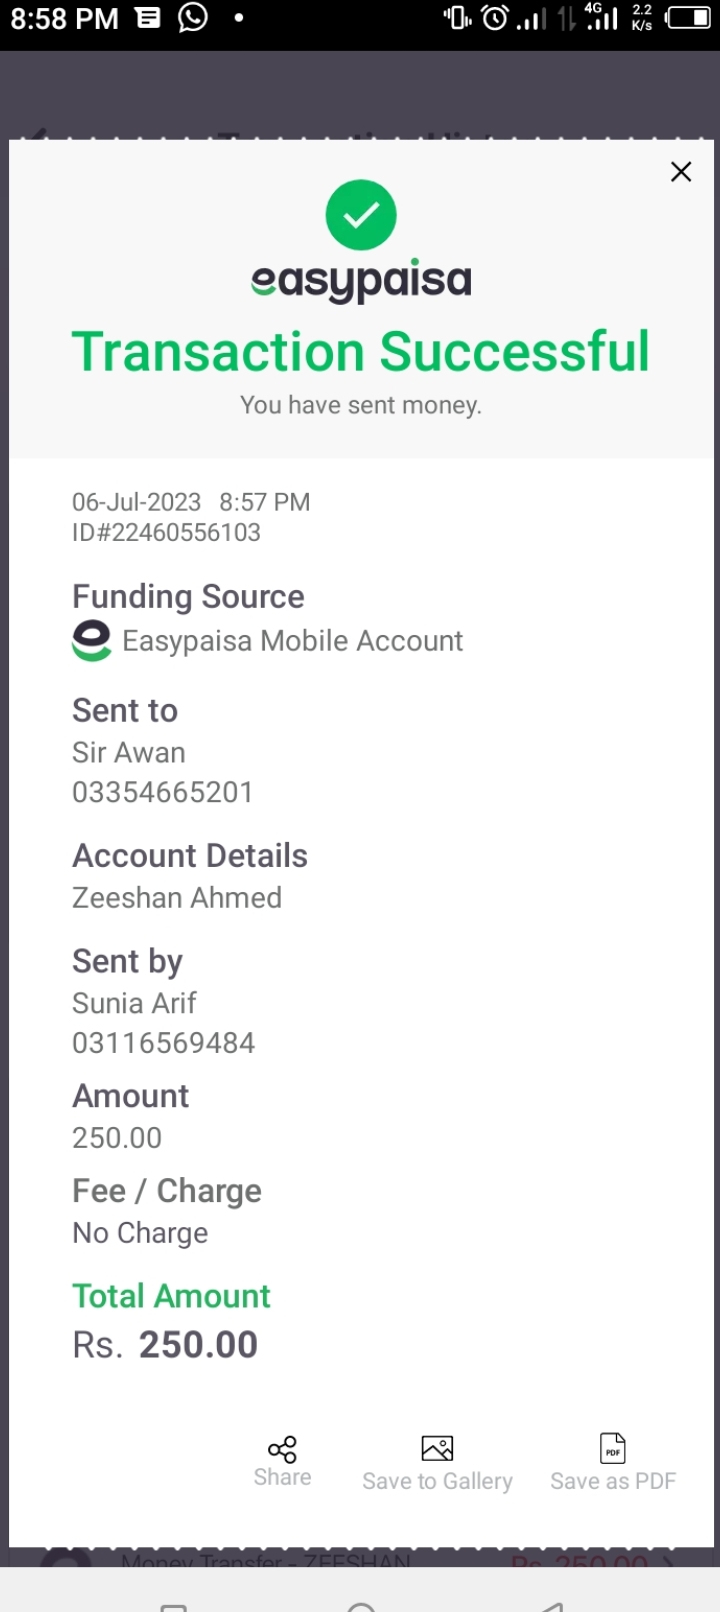 8:58 PM
4G
2.2
K/s
easypaisa
Transaction Successful
You have sent money.
06-Jul-2023 8:57 PM
ID#22460556103
Funding Source
Easypaisa Mobile Account
Sent to
Sir Awan
03354665201
Account Details
Zeeshan Ahmed
Sent by
Sunia Arif
03116569484
Amount
250.00
Fee / Charge
No Charge
Total Amount
Rs. 250.00
PDF
Share
Save to Gallery
Save as PDF
Money Transfer - ZEESHAN
Rs. 250.00